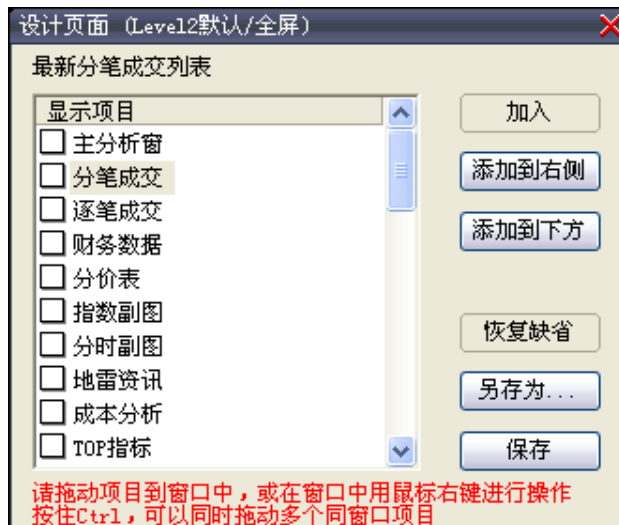 设计页面 (Level2默认/全屏)
最新分笔成交列表
显示项目
主分析窗
分笔成交
逐笔成交
财务数据
分价表
指数副图
分时副图
地雷资讯
成本分析
TOP指标
加入
添加到右侧
添加到下方
恢复缺省
另存为...
保存
请拖动项目到窗口中，或在窗口中用鼠标右键进行操作
按住Ctrl，可以同时拖动多个同窗口项目